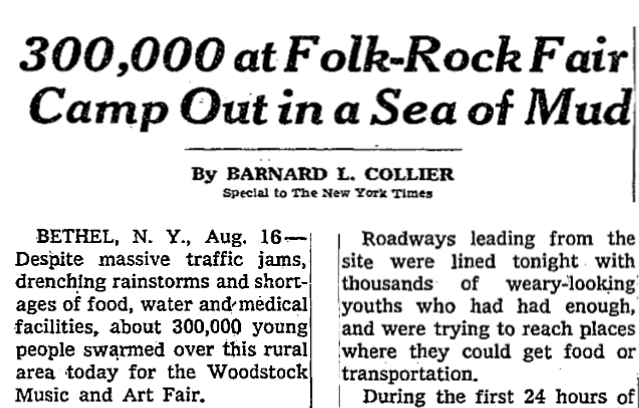 300,000 at Folk-Rock Fair
Camp Out in a Sea of Mud
By BARNARD L. COLLIER
Special to The New York Times
BETHEL, N. Y., Aug. 16—
Despite massive traffic jams,
drenching rainstorms and short-
ages of food, water and medical
facilities, about 300,000 young
people swarmed over this rural
area today for the Woodstock
Music and Art Fair.
Roadways leading from the
site were lined tonight with
thousands of weary-looking
youths who had had enough,
and were trying to reach places
where they could get food or
transportation.
During the first 24 hours of